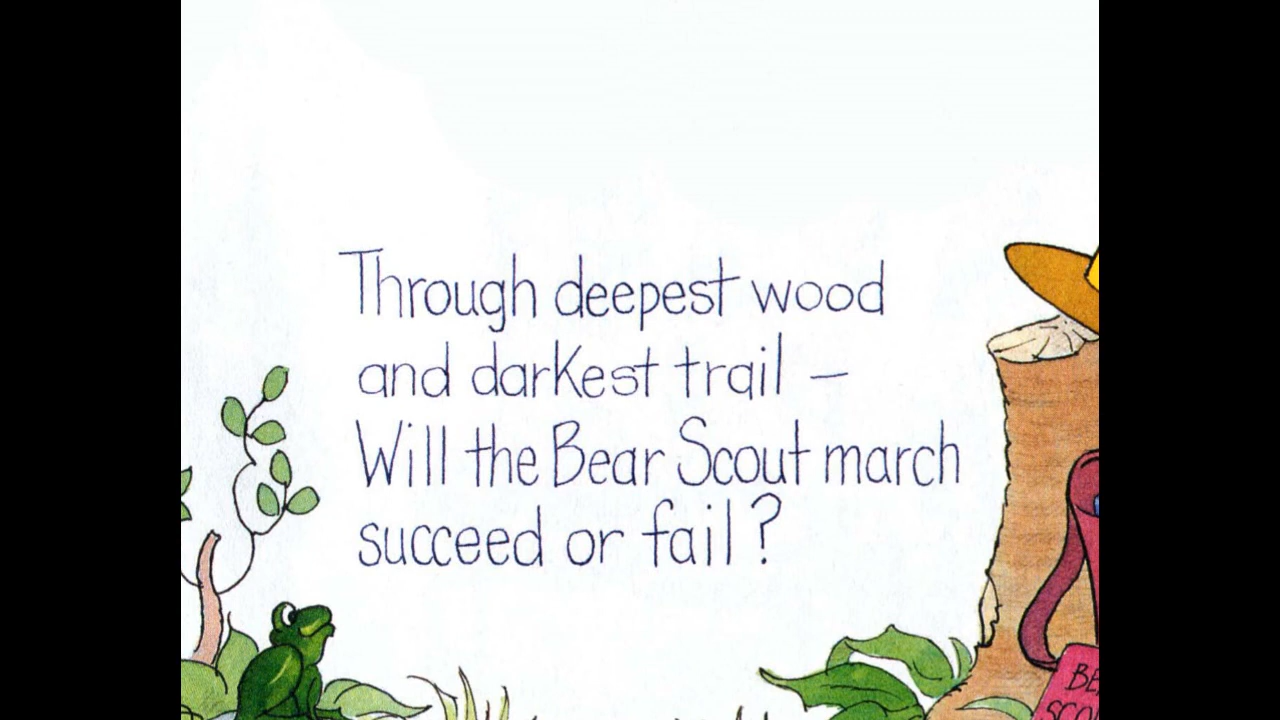 Through deepest wood
and darkest trail –
Will the Bear Scout march
succeed or fail?